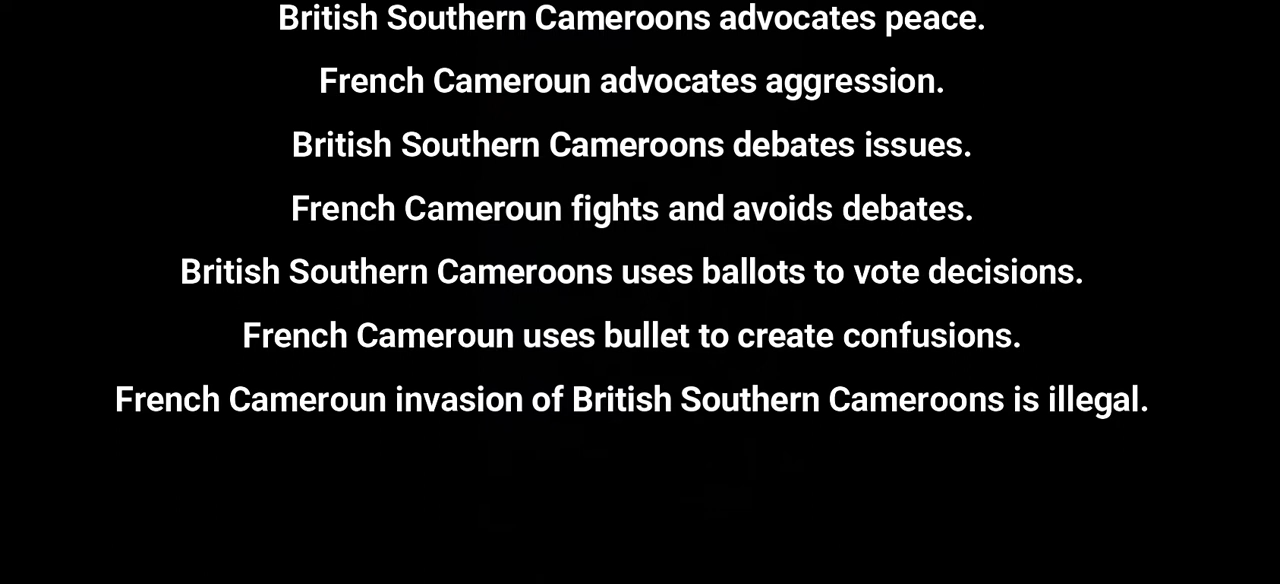 British Southern Cameroons advocates peace.
French Cameroun advocates aggression.
British Southern Cameroons debates issues.
French Cameroun fights and avoids debates.
British Southern Cameroons uses ballots to vote decisions.
French Cameroun uses bullet to create confusions.
French Cameroun invasion of British Southern Cameroons is illegal.